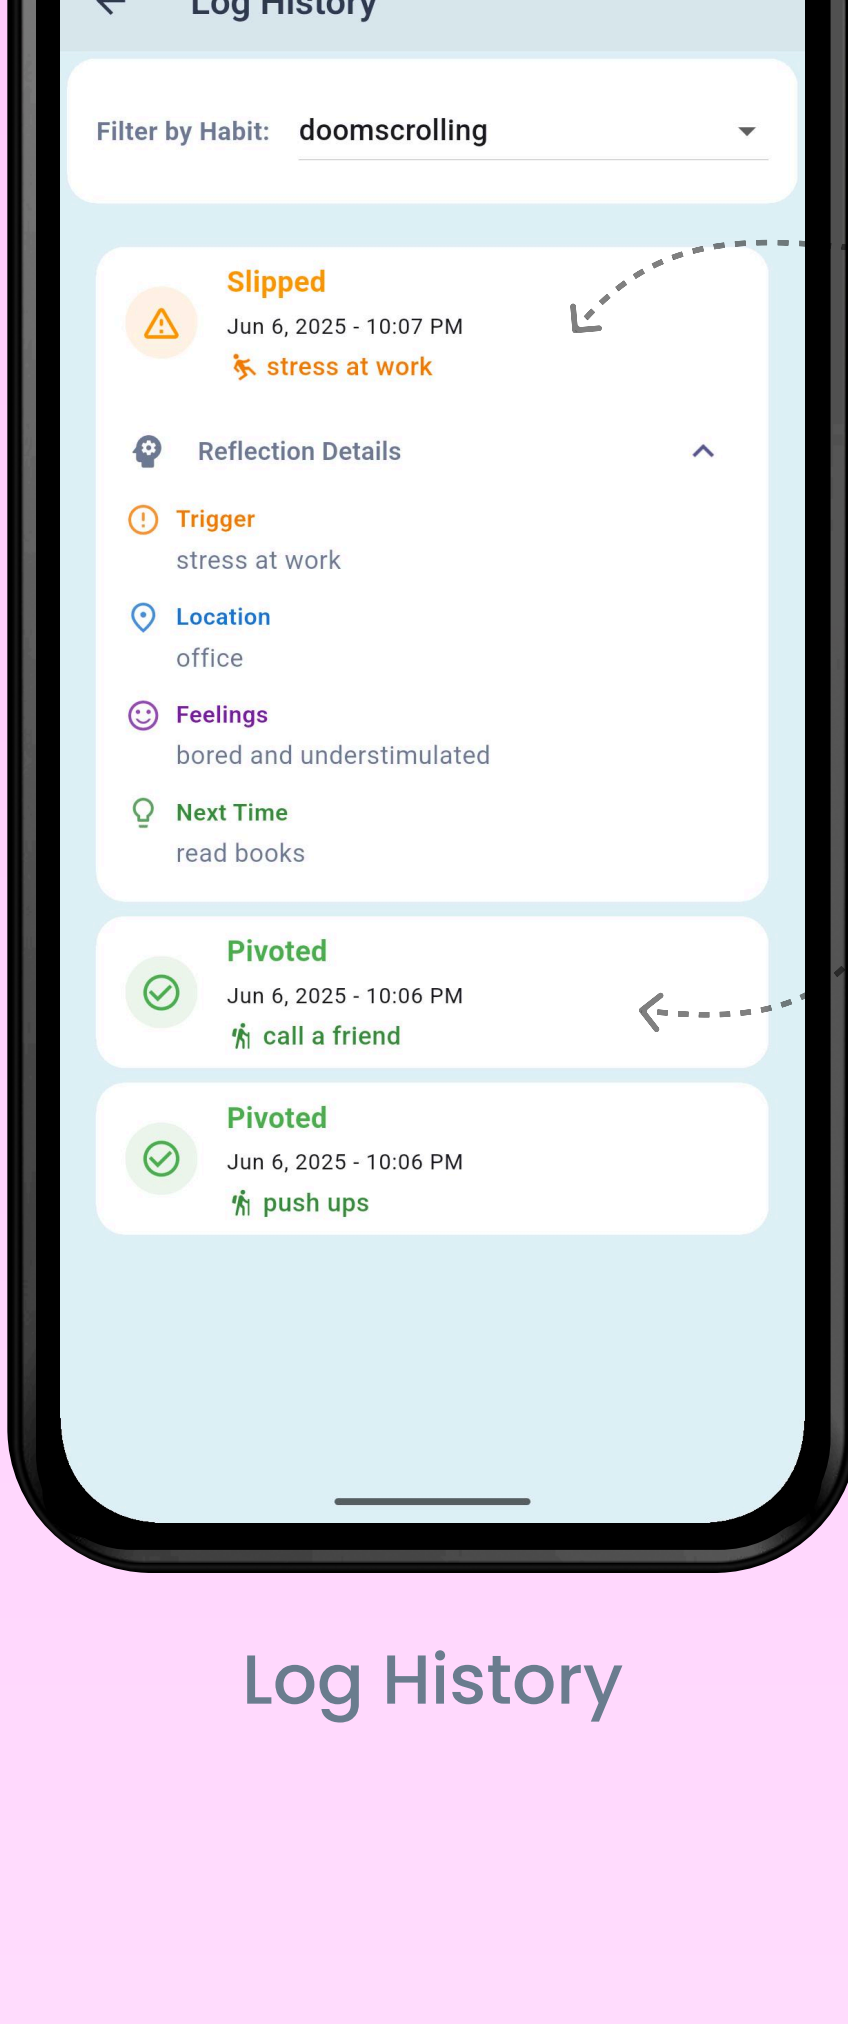 Log History
Filter by Habit: doomscrolling
Slipped
Jun 6, 2025 - 10:07 PM
stress at work
Reflection Details
Trigger
stress at work
Location
office
Feelings
bored and understimulated
Next Time
read books
Pivoted
Jun 6, 2025 - 10:06 PM
call a friend
Pivoted
Jun 6, 2025 - 10:06 PM
push ups
Log History